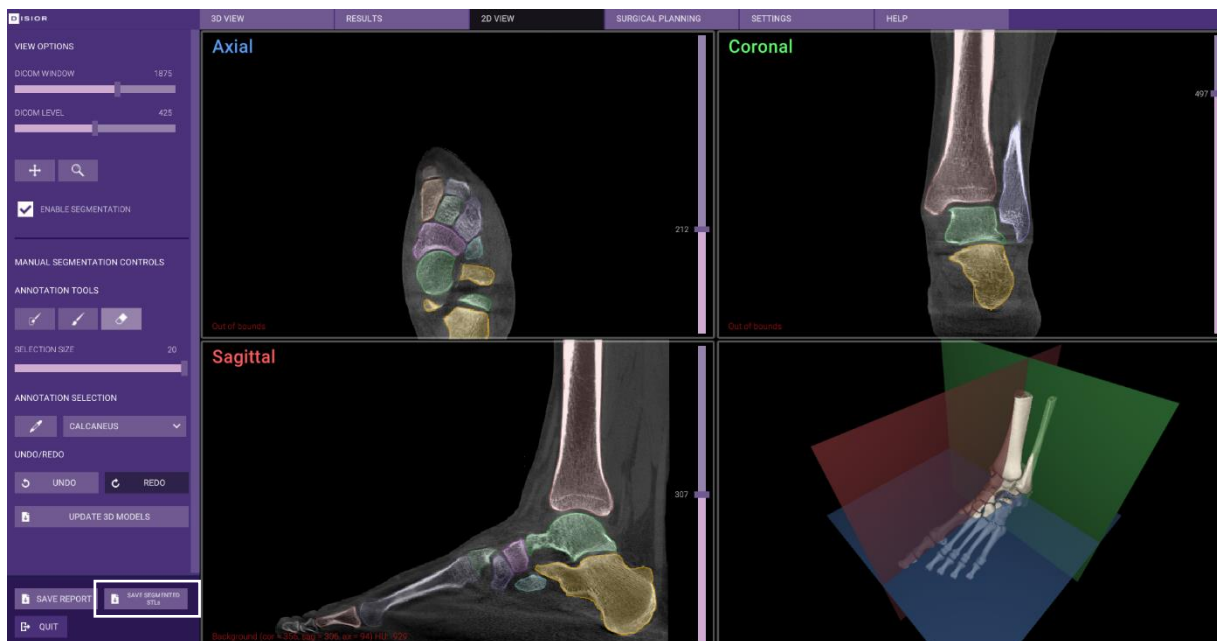 DISIOR
3D VIEW
RESULTS
2D VIEW
SURGICAL PLANNING
SETTINGS
HELP
VIEW OPTIONS
DICOM WINDOW 1875
DICOM LEVEL 425
ENABLE SEGMENTATION
MANUAL SEGMENTATION CONTROLS
ANNOTATION TOOLS
SELECTION SIZE 20
ANNOTATION SELECTION
CALCANEUS
UNDO/REDO
UNDO REDO
UPDATE 3D MODELS
SAVE REPORT
SAVE SEGMENTED
STLs
QUIT
Axial
212
Out of bounds
Coronal
497
Out of bounds
Sagittal
307